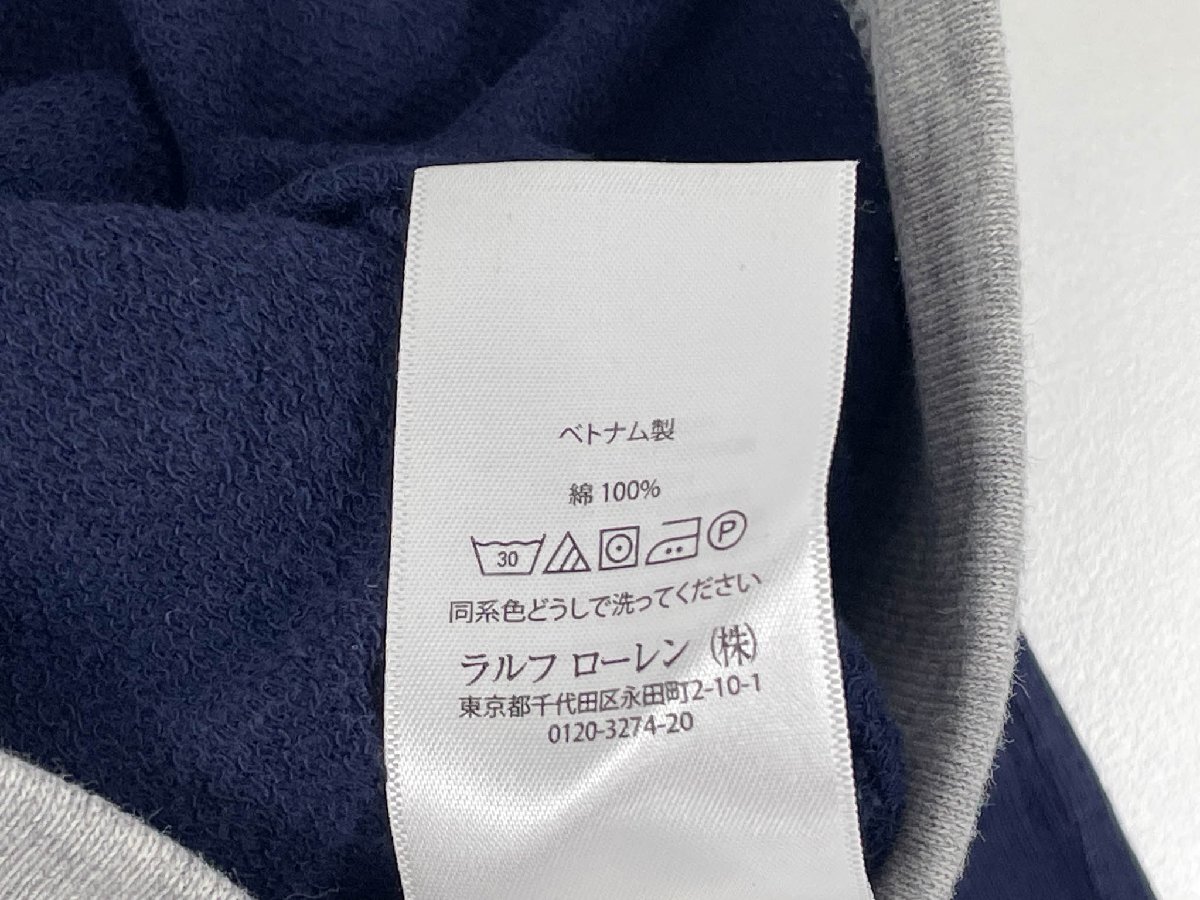 ベトナム製
綿 100%
30 P
同系色どうしで洗ってください
ラルフ ローレン (株)
東京都千代田区永田町2-10-1
0120-3274-20